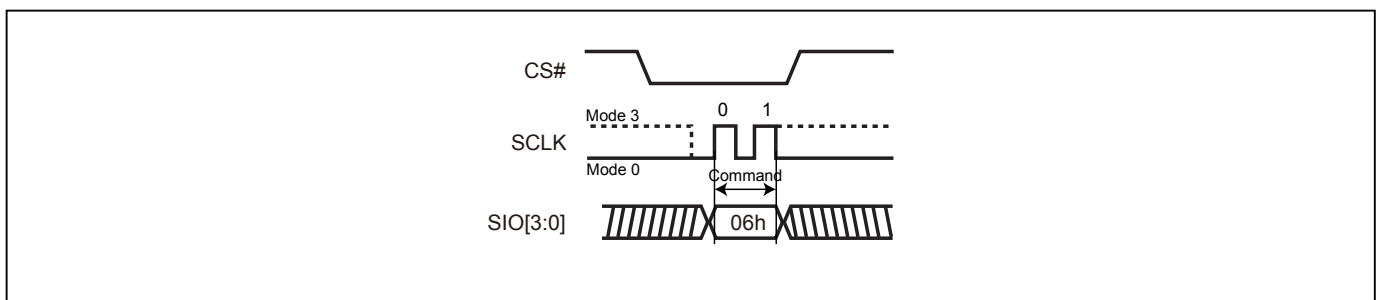 CS#
Mode 3
0 1
SCLK
Mode 0
Command
SIO[3:0]
06h